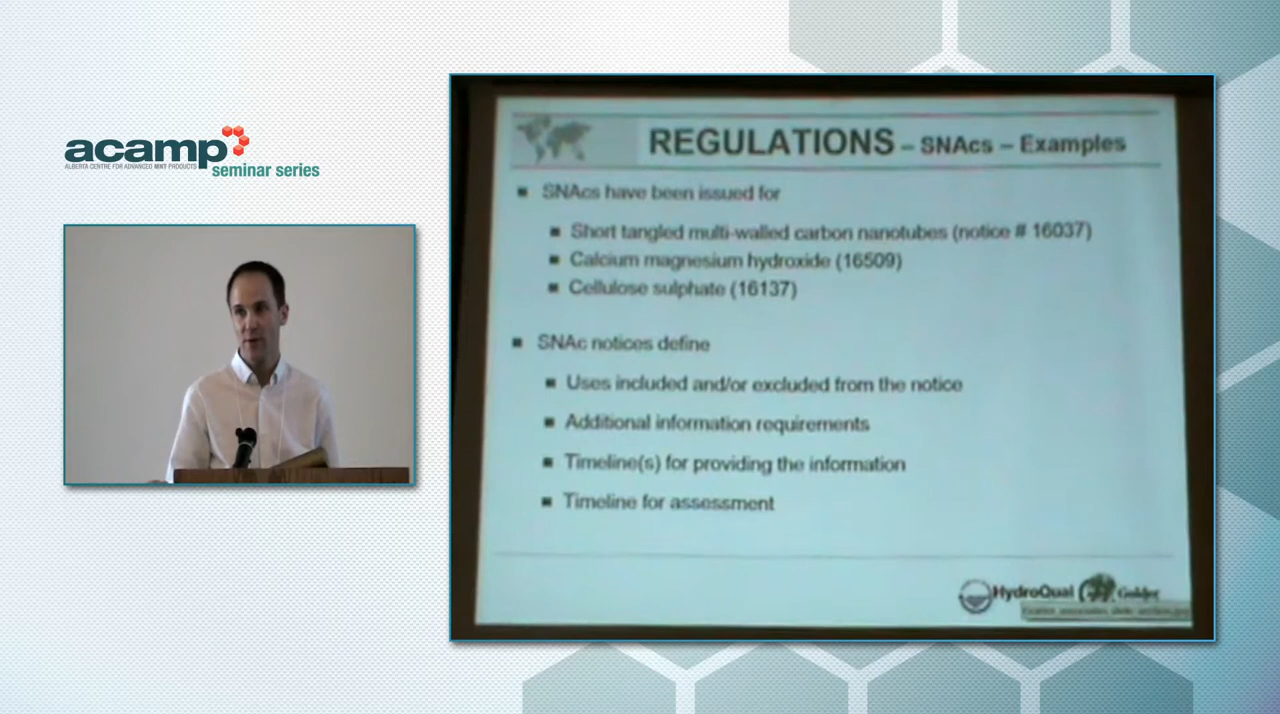 acamp
ALBERTA CENTRE FOR ADVANCED MNT PRODUCTS
seminar series
REGULATIONS – SNAcs – Examples
SNAcs have been issued for
Short tangled multi-walled carbon nanotubes (notice # 16037)
Calcium magnesium hydroxide (16509)
Cellulose sulphate (16137)
SNAc notices define
Uses included and/or excluded from the notice
Additional information requirements
Timeline(s) for providing the information
Timeline for assessment
HydroQual
Golder